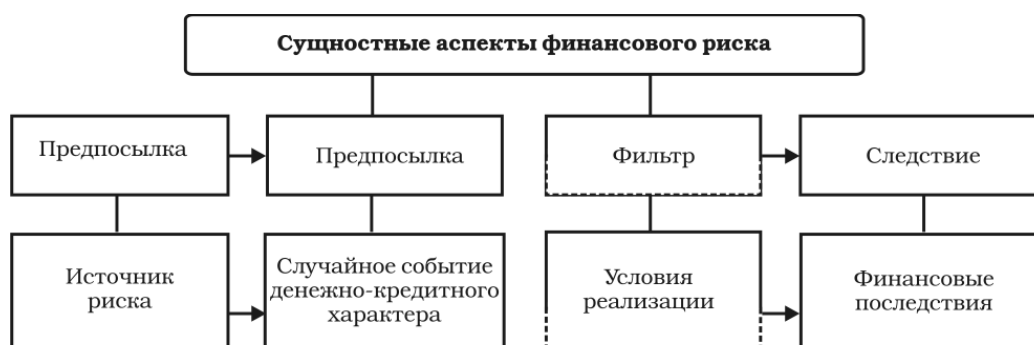 Сущностные аспекты финансового риска
Предпосылка
Предпосылка
Фильтр
Следствие
Источник
риска
Случайное событие
денежно-кредитного
характера
Условия
реализации
Финансовые
последствия